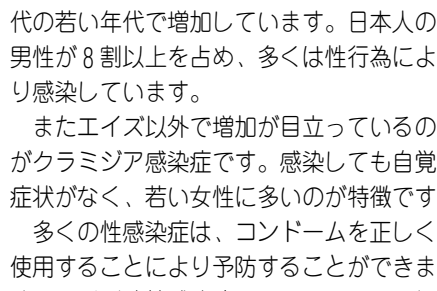 代の若い年代で増加しています。日本人の
男性が8割以上を占め、多くは性行為によ
り感染しています。
　またエイズ以外で増加が目立っているの
がクラミジア感染症です。感染しても自覚
症状がなく、若い女性に多いのが特徴です
　多くの性感染症は、コンドームを正しく
使用することにより予防することができま